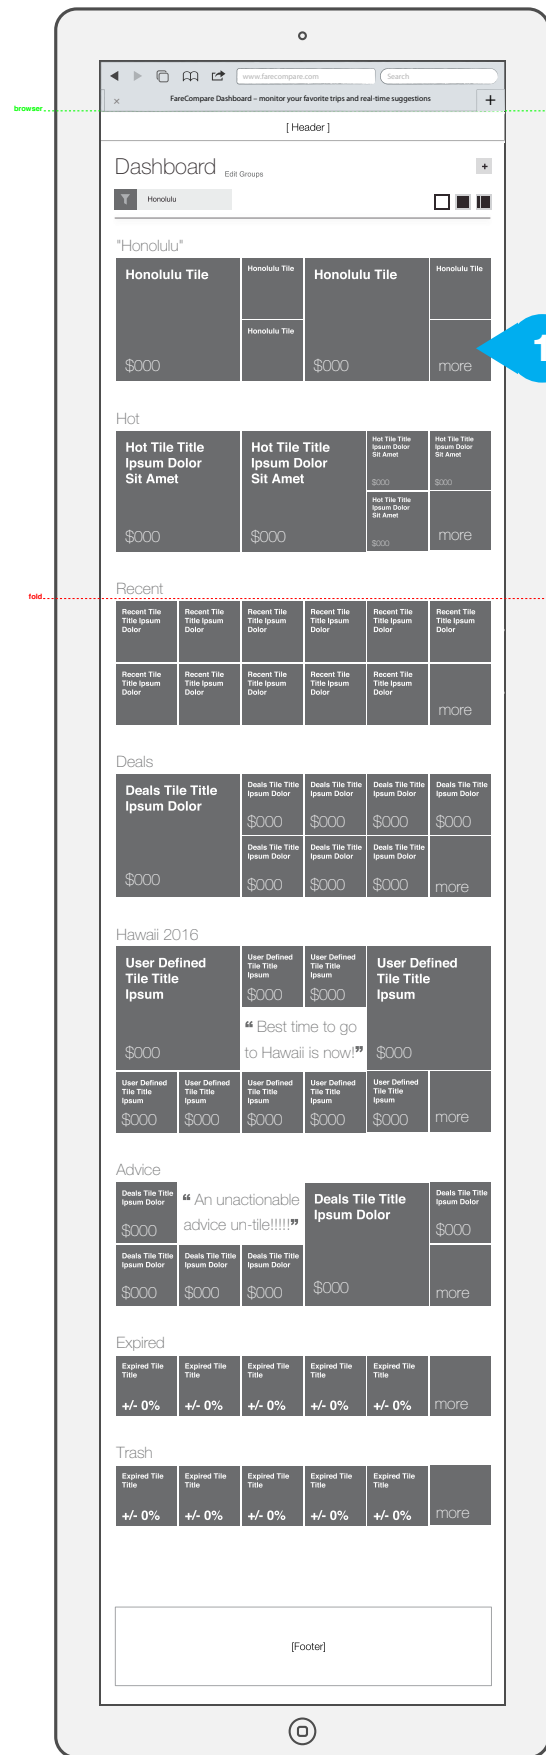 www.farecompare.com
Search
× FareCompare Dashboard – monitor your favorite trips and real-time suggestions +
browser
[ Header ]
Dashboard Edit Groups +
Honolulu
"Honolulu"
Honolulu Tile
$000
Honolulu Tile
Honolulu Tile
Honolulu Tile
$000
Honolulu Tile
more
1
Hot
Hot Tile Title
Ipsum Dolor
Sit Amet
$000
Hot Tile Title
Ipsum Dolor
Sit Amet
$000
Hot Tile Title
Ipsum Dolor
Sit Amet
$000
Hot Tile Title
Ipsum Dolor
Sit Amet
$000
Hot Tile Title
Ipsum Dolor
Sit Amet
$000
more
Recent
fold
Recent Tile
Title Ipsum
Dolor
Recent Tile
Title Ipsum
Dolor
Recent Tile
Title Ipsum
Dolor
Recent Tile
Title Ipsum
Dolor
Recent Tile
Title Ipsum
Dolor
Recent Tile
Title Ipsum
Dolor
Recent Tile
Title Ipsum
Dolor
Recent Tile
Title Ipsum
Dolor
Recent Tile
Title Ipsum
Dolor
Recent Tile
Title Ipsum
Dolor
Recent Tile
Title Ipsum
Dolor
more
Deals
Deals Tile Title
Ipsum Dolor
$000
Deals Tile Title
Ipsum Dolor
$000
Deals Tile Title
Ipsum Dolor
$000
Deals Tile Title
Ipsum Dolor
$000
Deals Tile Title
Ipsum Dolor
$000
Deals Tile Title
Ipsum Dolor
$000
Deals Tile Title
Ipsum Dolor
$000
Deals Tile Title
Ipsum Dolor
$000
more
Hawaii 2016
User Defined
Tile Title
Ipsum
$000
User Defined
Tile Title
Ipsum
$000
User Defined
Tile Title
Ipsum
$000
“ Best time to go
to Hawaii is now!”
User Defined
Tile Title
Ipsum
$000
User Defined
Tile Title
Ipsum
$000
User Defined
Tile Title
Ipsum
$000
User Defined
Tile Title
Ipsum
$000
User Defined
Tile Title
Ipsum
$000
User Defined
Tile Title
Ipsum
$000
more
Advice
Deals Tile Title
Ipsum Dolor
$000
“ An unactionable
advice un-tile!!!!!”
Deals Tile Title
Ipsum Dolor
$000
Deals Tile Title
Ipsum Dolor
$000
Deals Tile Title
Ipsum Dolor
$000
Deals Tile Title
Ipsum Dolor
$000
Deals Tile Title
Ipsum Dolor
$000
more
Expired
Expired Tile
Title
+/- 0%
Expired Tile
Title
+/- 0%
Expired Tile
Title
+/- 0%
Expired Tile
Title
+/- 0%
Expired Tile
Title
+/- 0%
more
Trash
Expired Tile
Title
+/- 0%
Expired Tile
Title
+/- 0%
Expired Tile
Title
+/- 0%
Expired Tile
Title
+/- 0%
Expired Tile
Title
+/- 0%
more
[Footer]